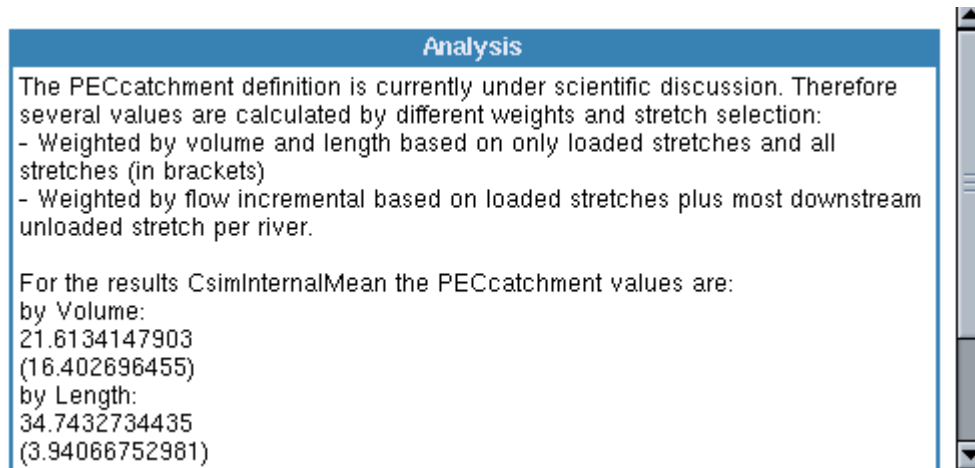 Analysis
The PECcatchment definition is currently under scientific discussion. Therefore
several values are calculated by different weights and stretch selection:
- Weighted by volume and length based on only loaded stretches and all
stretches (in brackets)
- Weighted by flow incremental based on loaded stretches plus most downstream
unloaded stretch per river.
For the results CsimInternalMean the PECcatchment values are:
by Volume:
21.6134147903
(16.402696455)
by Length:
34.7432734435
(3.94066752981)